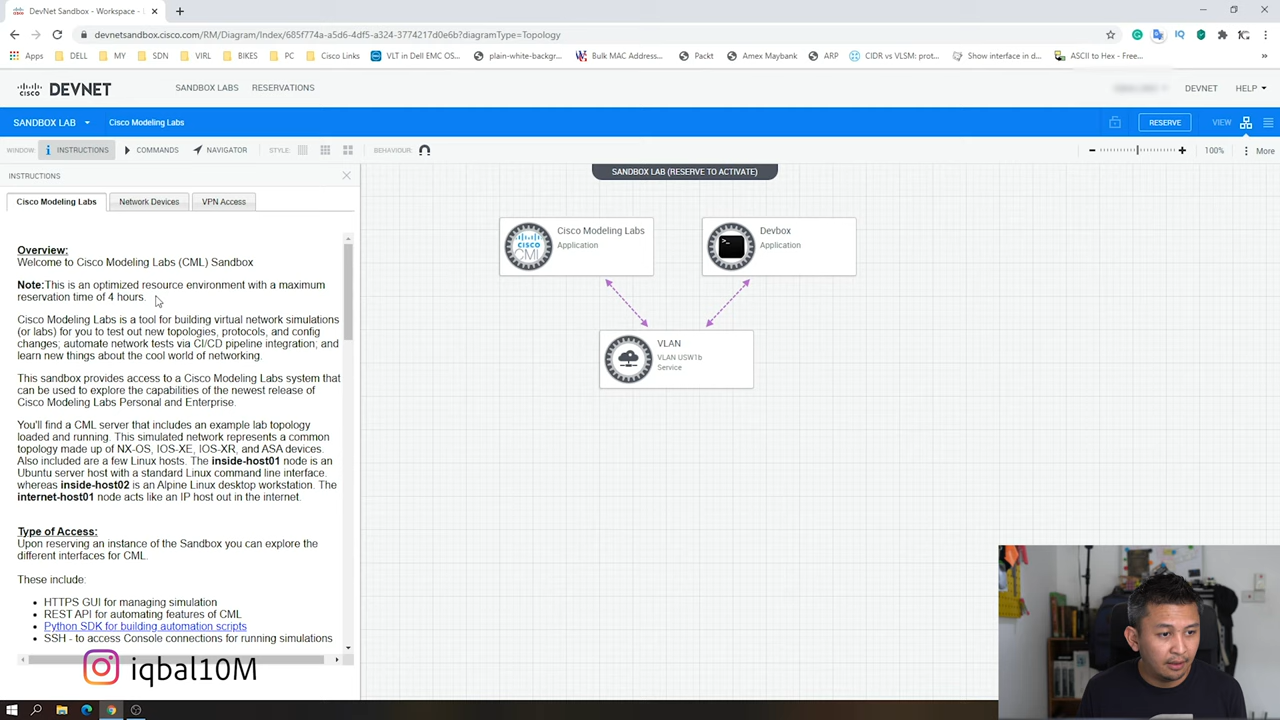 DevNet Sandbox - Workspace -
devnetsandbox.cisco.com/RM/Diagram/Index/685f774a-a5d6-4df5-a324-3774217d0e6b?diagramType=Topology
Apps DELL MY SDN VIRL BIKES PC Cisco Links VLT in Dell EMC OS... plain-white-backgr... Bulk MAC Address... Packt Amex Maybank ARP CIDR vs VLSM: prot... Show interface in d... ASCII to Hex - Free...
cisco DEVNET SANDBOX LABS RESERVATIONS DEVNET HELP
SANDBOX LAB Cisco Modeling Labs RESERVE VIEW
WINDOW: INSTRUCTIONS COMMANDS NAVIGATOR STYLE: BEHAVIOUR: 100% More
INSTRUCTIONS
SANDBOX LAB (RESERVE TO ACTIVATE)
Cisco Modeling Labs Network Devices VPN Access
Overview:
Welcome to Cisco Modeling Labs (CML) Sandbox
Note:This is an optimized resource environment with a maximum
reservation time of 4 hours.
Cisco Modeling Labs is a tool for building virtual network simulations
(or labs) for you to test out new topologies, protocols, and config
changes; automate network tests via CI/CD pipeline integration; and
learn new things about the cool world of networking.
This sandbox provides access to a Cisco Modeling Labs system that
can be used to explore the capabilities of the newest release of
Cisco Modeling Labs Personal and Enterprise.
You'll find a CML server that includes an example lab topology
loaded and running. This simulated network represents a common
topology made up of NX-OS, IOS-XE, IOS-XR, and ASA devices.
Also included are a few Linux hosts. The inside-host01 node is an
Ubuntu server host with a standard Linux command line interface.
whereas inside-host02 is an Alpine Linux desktop workstation. The
internet-host01 node acts like an IP host out in the internet.
Type of Access:
Upon reserving an instance of the Sandbox you can explore the
different interfaces for CML.
These include:
HTTPS GUI for managing simulation
REST API for automating features of CML
Python SDK for building automation scripts
SSH - to access Console connections for running simulations
cisco
CML
Cisco Modeling Labs
Application
Devbox
Application
VLAN
VLAN USW1b
Service
iqbal10M